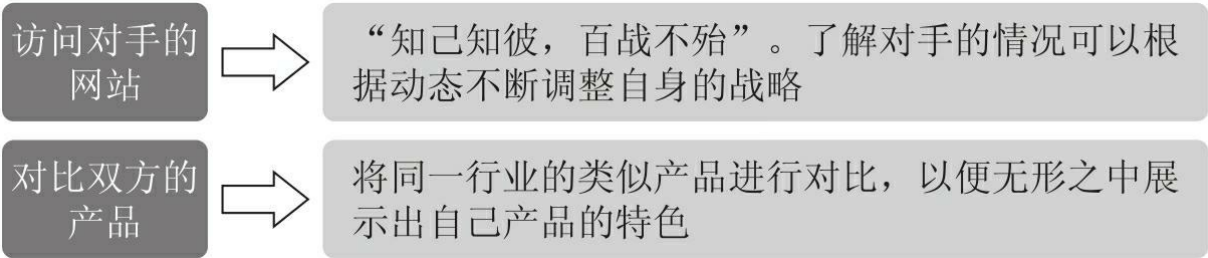 访问对手的
网站
“知己知彼，百战不殆”。了解对手的情况可以根
据动态不断调整自身的战略
对比双方的
产品
将同一行业的类似产品进行对比，以便无形之中展
示出自己产品的特色